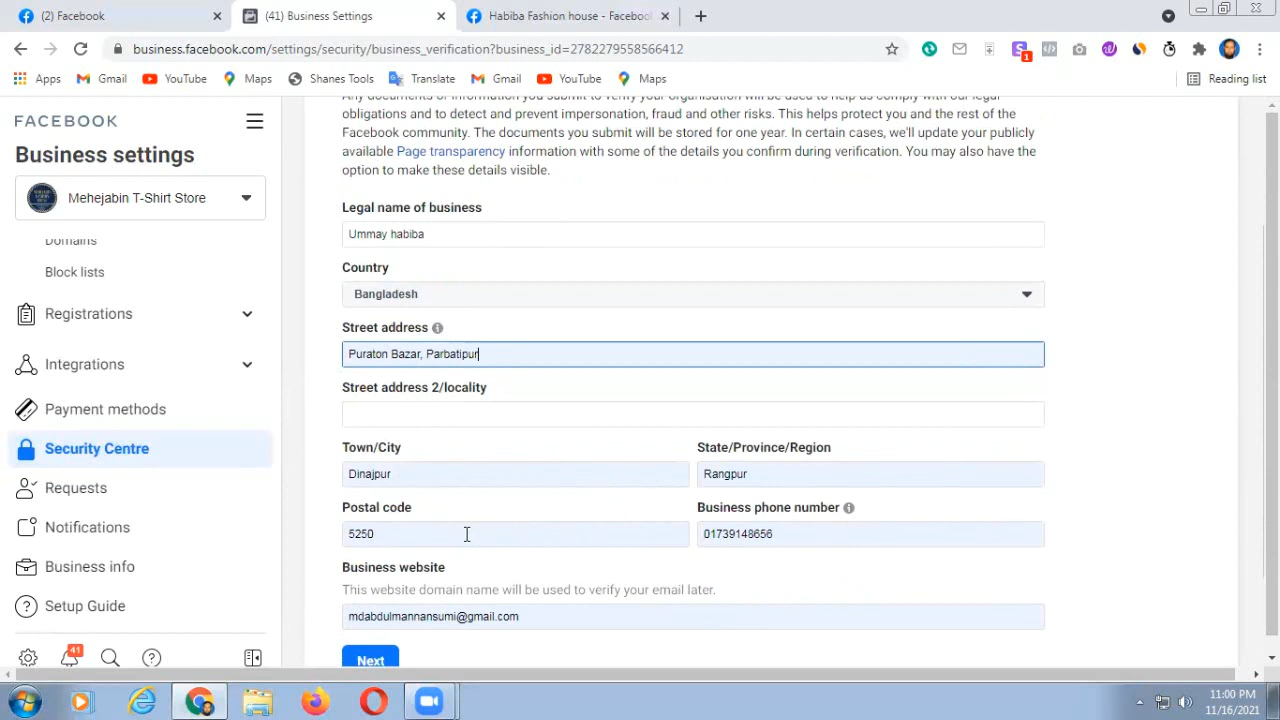 (2) Facebook
(41) Business Settings
Habiba Fashion house - Facebook
business.facebook.com/settings/security/business_verification?business_id=2782279558566412
1
Apps
Gmail
YouTube
Maps
Shanes Tools
Translate
Gmail
YouTube
Maps
Reading list
FACEBOOK
Business settings
Mehejabin T-Shirt Store
Domains
Block lists
Registrations
Integrations
Payment methods
Security Centre
Requests
Notifications
Business info
Setup Guide
41
Any documents or information you submit to verify your organisation will be used to help us comply with our legal
obligations and to detect and prevent impersonation, fraud and other risks. This helps protect you and the rest of the
Facebook community. The documents you submit will be stored for one year. In certain cases, we'll update your publicly
available Page transparency information with some of the details you confirm during verification. You may also have the
option to make these details visible.
Legal name of business
Ummay habiba
Country
Bangladesh
Street address
Puraton Bazar, Parbatipur
Street address 2/locality
Town/City
State/Province/Region
Dinajpur
Rangpur
Postal code
Business phone number
5250
01739148656
Business website
This website domain name will be used to verify your email later.
mdabdulmannansumi@gmail.com
Next
11:00 PM
11/16/2021